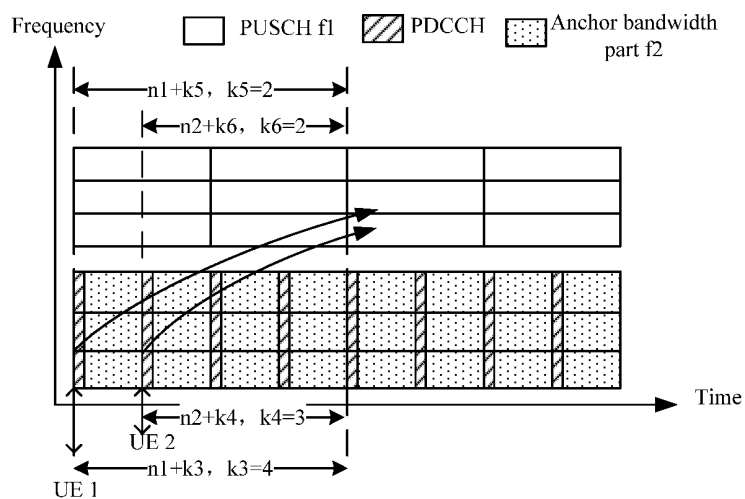 Frequency
PUSCH f1
PDCCH
Anchor bandwidth
part f2
n1+k5，k5=2
n2+k6，k6=2
n2+k4，k4=3
Time
UE 2
n1+k3，k3=4
UE 1